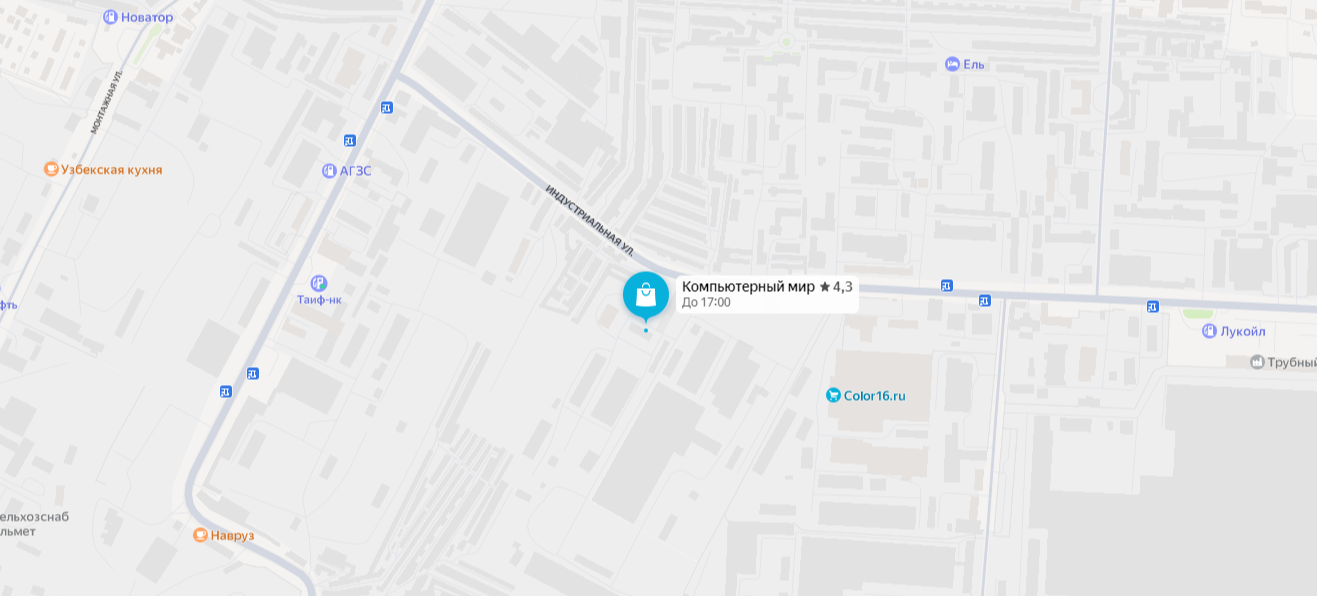 Новатор
Ель
МОНТАЖНАЯ УЛ.
Узбекская кухня
АГЗС
ИНДУСТРИАЛЬНАЯ УЛ.
Таиф-нк
фть
Компьютерный мир ★ 4,3
До 17:00
Лукойл
Трубный
Color16.ru
ельхозснаб
льмет
Навруз